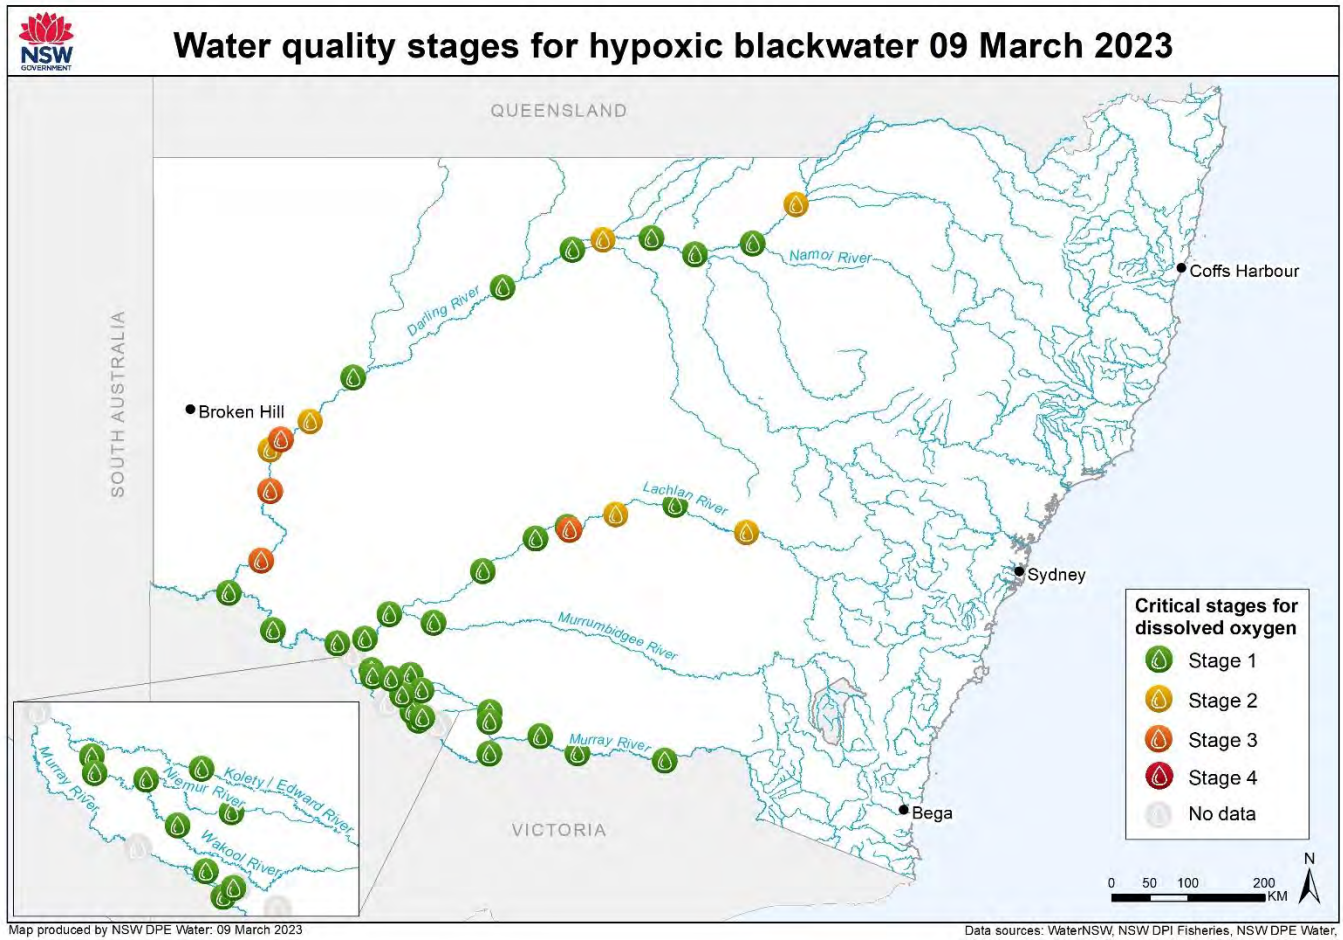 NSW
GOVERNMENT
Water quality stages for hypoxic blackwater 09 March 2023
QUEENSLAND
SOUTH AUSTRALIA
Darling River
Namoi River
Coffs Harbour
Broken Hill
Lachlan River
Sydney
Murrumbidgee River
Murray River
VICTORIA
Bega
Critical stages for
dissolved oxygen
Stage 1
Stage 2
Stage 3
Stage 4
No data
Murray River
Niemur River
Kolety / Edward River
Wakool River
0 50 100 200
KM
N
Map produced by NSW DPE Water: 09 March 2023
Data sources: WaterNSW, NSW DPI Fisheries, NSW DPE Water,